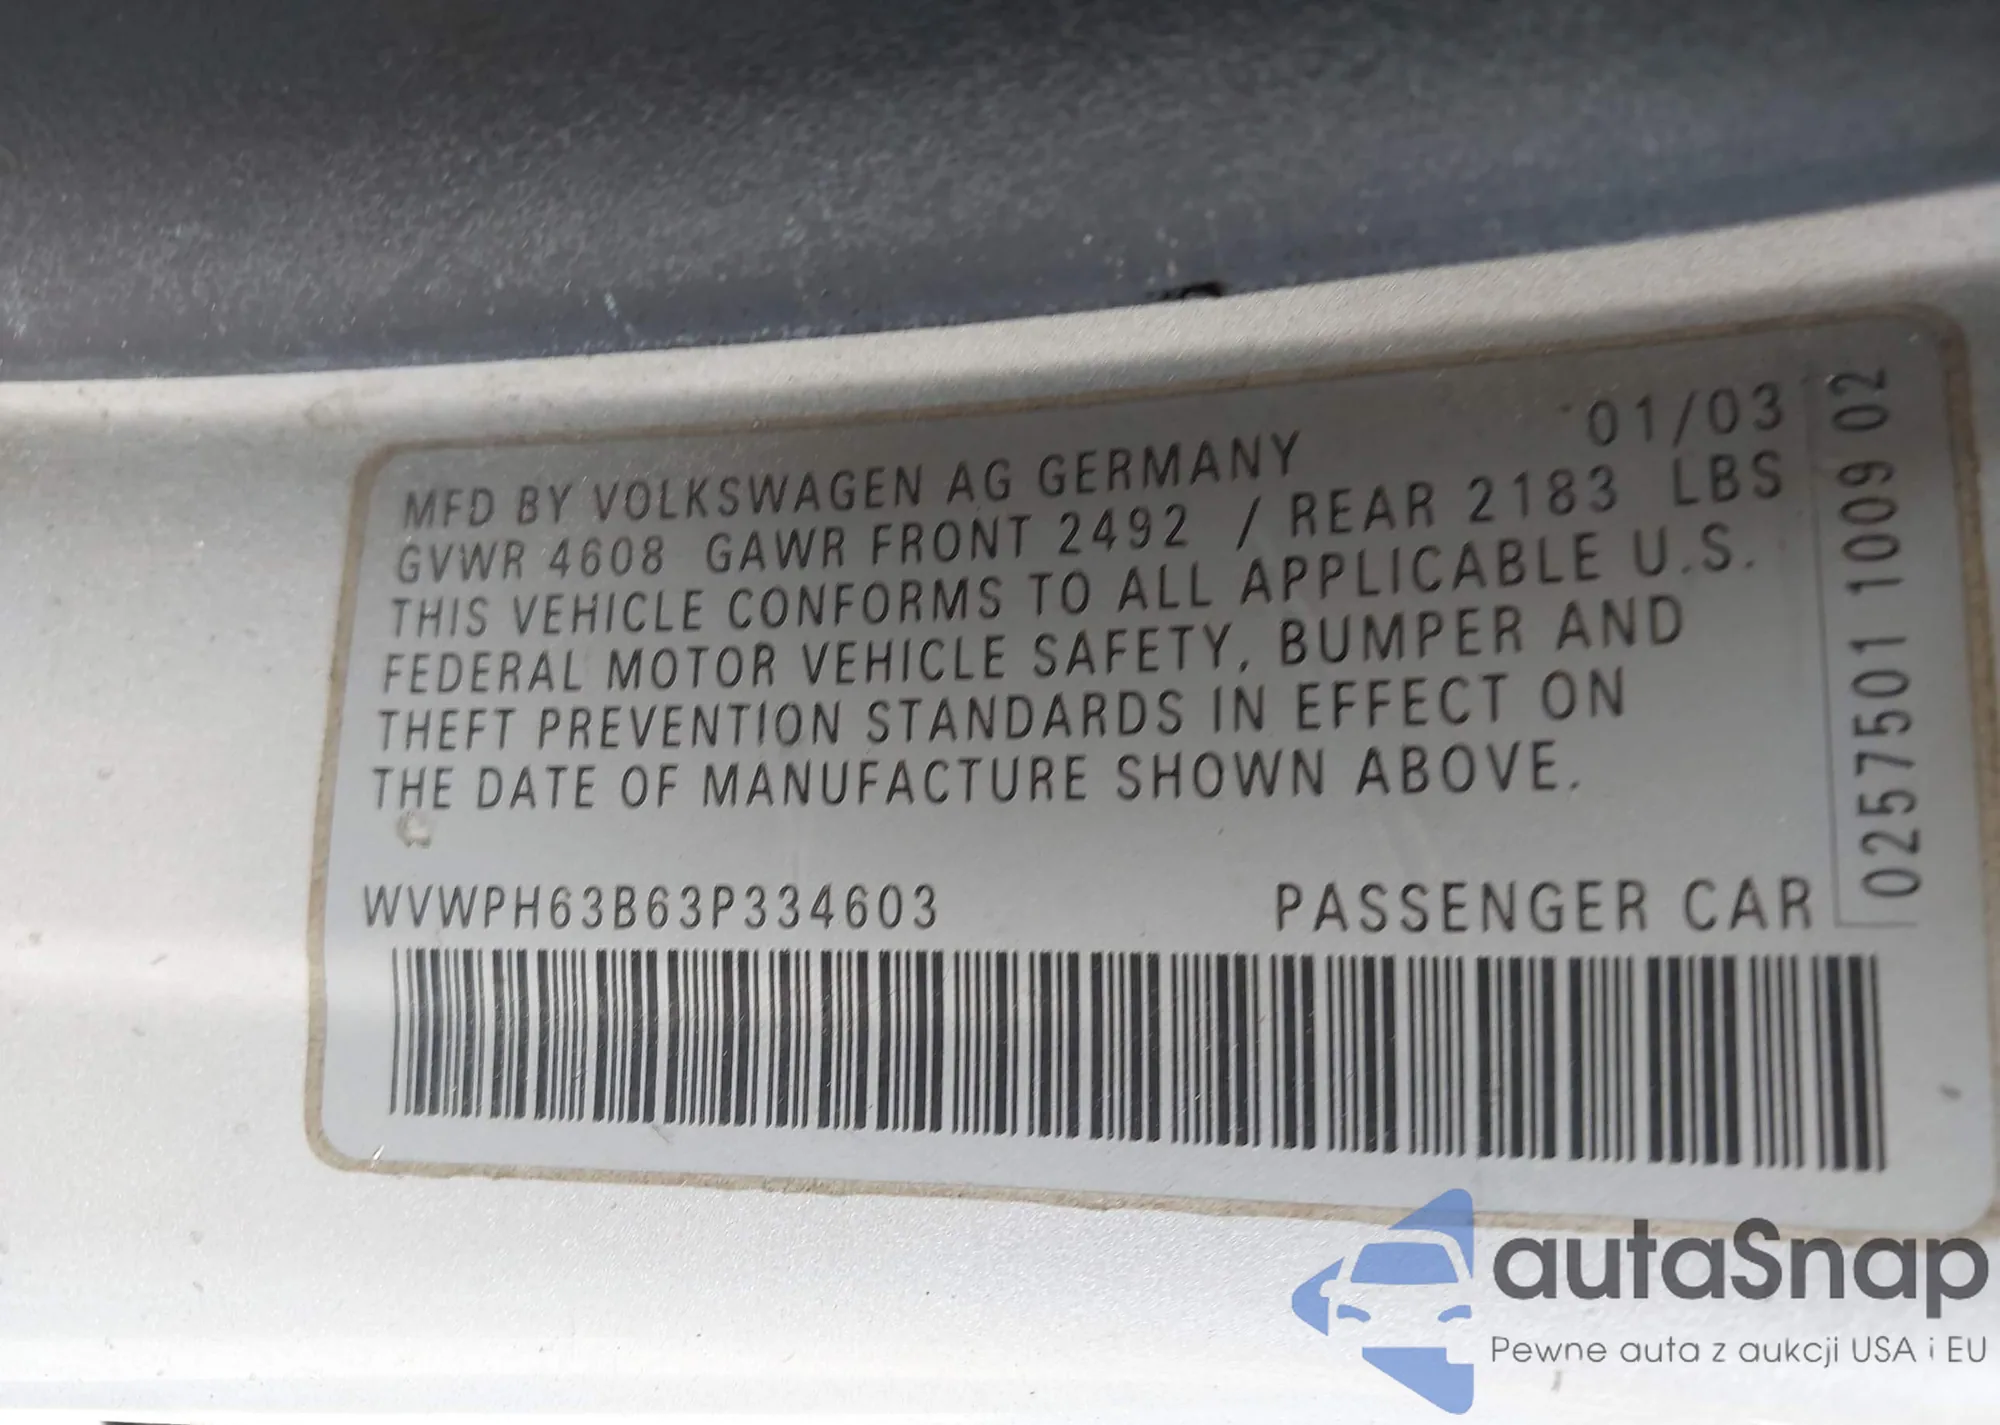 01/03
MFD BY VOLKSWAGEN AG GERMANY
GVWR 4608 GAWR FRONT 2492 / REAR 2183 LBS
THIS VEHICLE CONFORMS TO ALL APPLICABLE U.S.
FEDERAL MOTOR VEHICLE SAFETY, BUMPER AND
THEFT PREVENTION STANDARDS IN EFFECT ON
THE DATE OF MANUFACTURE SHOWN ABOVE.
WVWPH63B63P334603 PASSENGER CAR
0257501 1009 02
autaSnap
Pewne auta z aukcji USA i EU